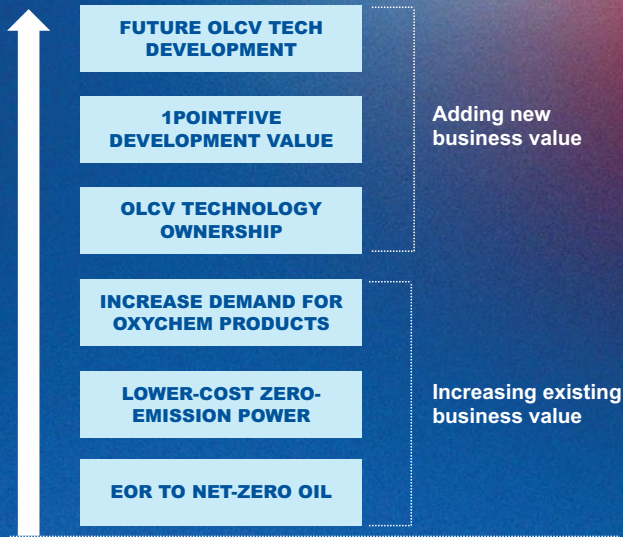 FUTURE OLCV TECH
DEVELOPMENT
1POINTFIVE
DEVELOPMENT VALUE
Adding new
business value
OLCV TECHNOLOGY
OWNERSHIP
INCREASE DEMAND FOR
OXYCHEM PRODUCTS
LOWER-COST ZERO-
EMISSION POWER
Increasing existing
business value
EOR TO NET-ZERO OIL